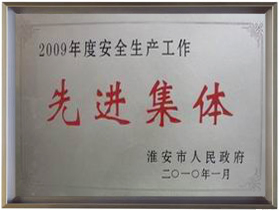 2009年度安全生产工作
先进集体
淮安市人民政府
二〇一〇年一月